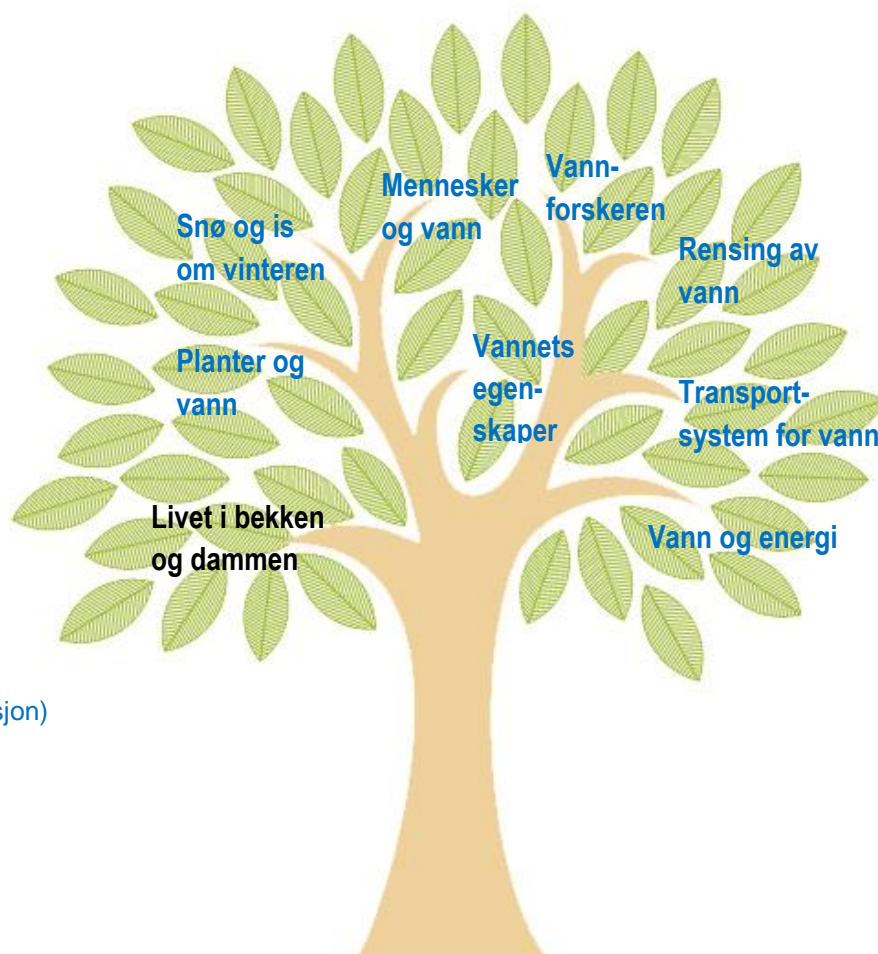 Mennesker
og vann
Vann-
forskeren
Snø og is
om vinteren
Rensing av
vann
Planter og
vann
Vannets
egen-
skaper
Transport-
system for vann
Livet i bekken
og dammen
Vann og energi
sjon)